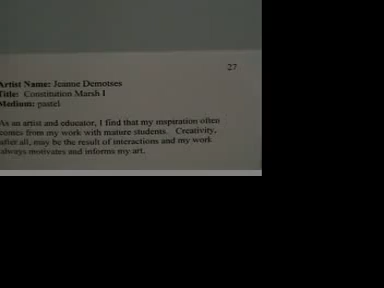 27
Artist Name: Jeanne Demotses
Title: Constitution Marsh I
Medium: pastel
As an artist and educator, I find that my inspiration often
comes from my work with mature students. Creativity,
after all, may be the result of interactions and my work
always motivates and informs my art.